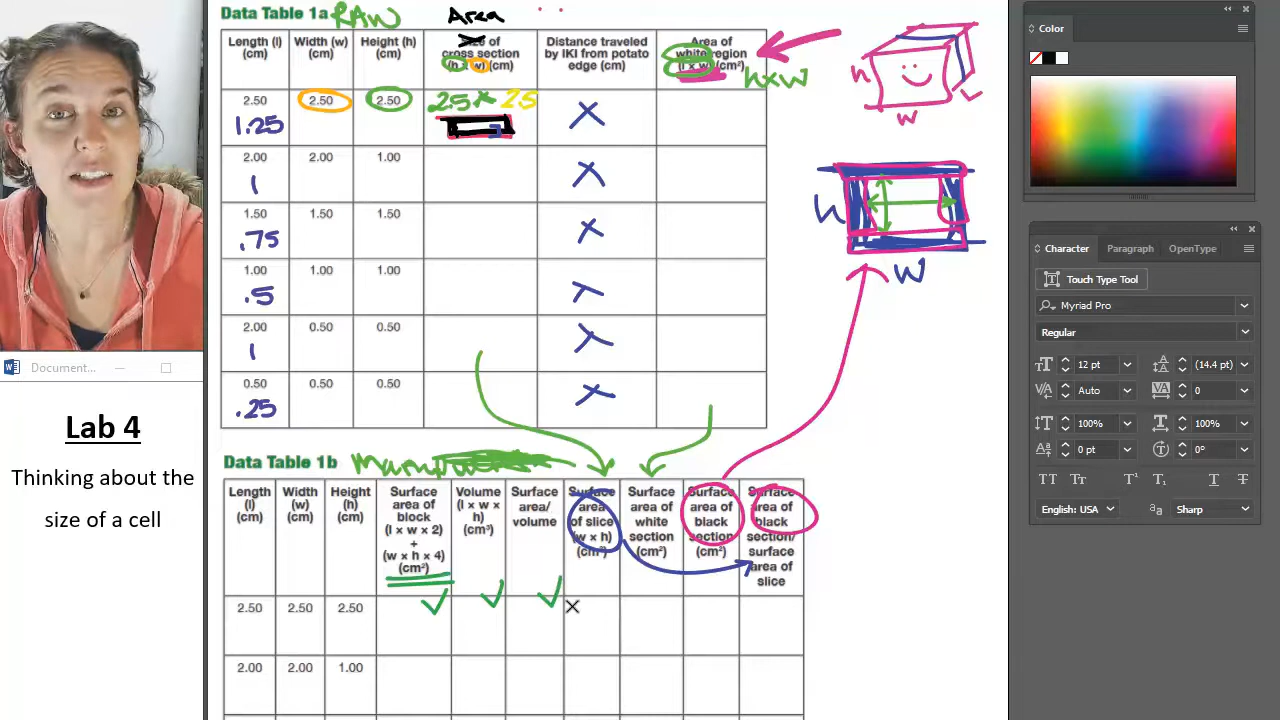 Data Table 1a RAW
Area
Length (l) (cm)
Width (w) (cm)
Height (h) (cm)
of cross section (h x w) (cm)
Distance traveled by IKI from potato edge (cm)
Area of white region (l × w) (cm²)
h×w
2.50 2.50 2.50 2.5 x 2.5 X
1.25
2.00 2.00 1.00 X
1
1.50 1.50 1.50 X
.75
1.00 1.00 1.00 X
.5
2.00 0.50 0.50 X
1
0.50 0.50 0.50 X
.25
h
w
L
h
w
Data Table 1b
Length (l) (cm)
Width (w) (cm)
Height (h) (cm)
Surface area of block (l × w × 2) + (w × h × 4) (cm²)
Volume (l × w × h) (cm³)
Surface area/ volume
Surface area of slice (w × h) (cm²)
Surface area of white section (cm²)
Surface area of black section (cm²)
Surface area of black section/ surface area of slice
2.50 2.50 2.50
2.00 2.00 1.00
Document...
Lab 4
Thinking about the
size of a cell
Color
Character Paragraph OpenType
Touch Type Tool
Myriad Pro
Regular
12 pt (14.4 pt)
Auto 0
100% 100%
0 pt 0°
English: USA Sharp